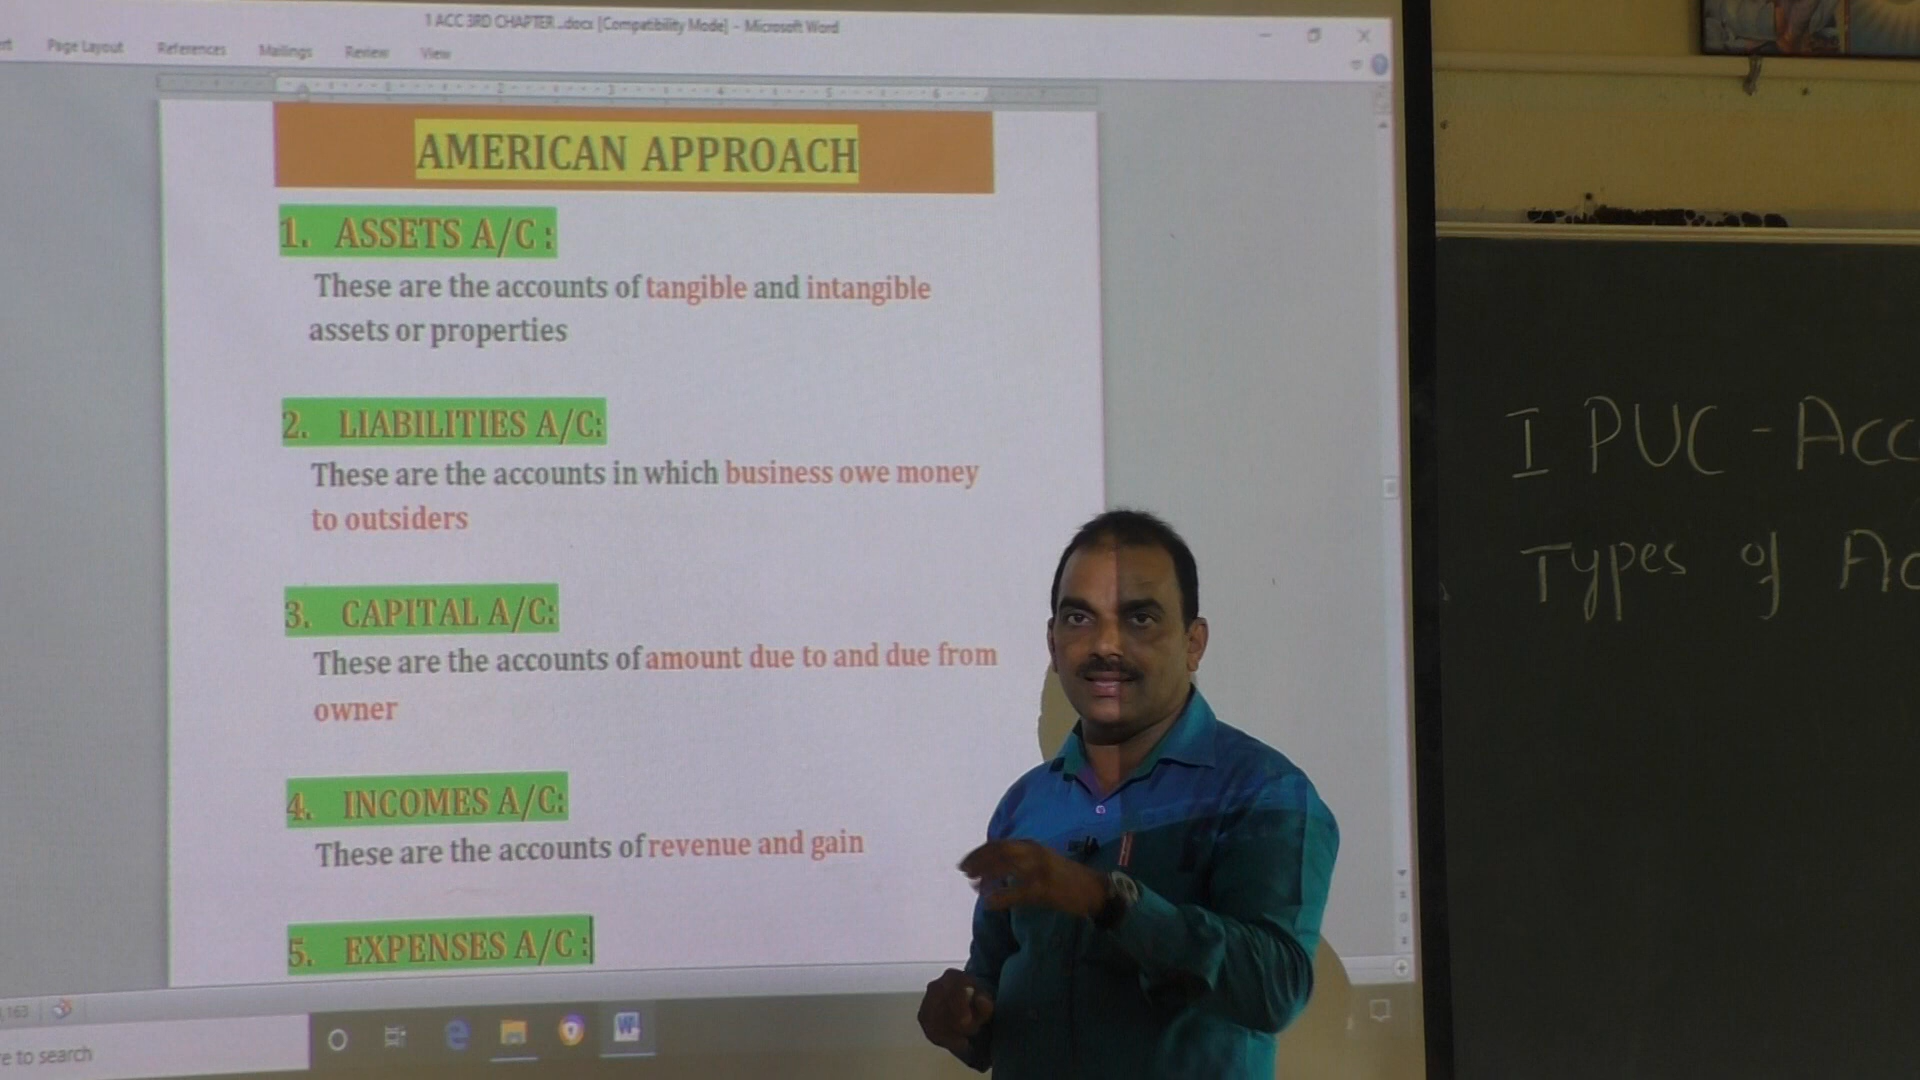 1 ACC 3RD CHAPTER ..docx [Compatibility Mode] - Microsoft Word
Page Layout References Mailings Review View
AMERICAN APPROACH
1. ASSETS A/C :
These are the accounts of tangible and intangible
assets or properties
2. LIABILITIES A/C:
These are the accounts in which business owe money
to outsiders
3. CAPITAL A/C:
These are the accounts of amount due to and due from
owner
4. INCOMES A/C:
These are the accounts of revenue and gain
5. EXPENSES A/C :
,163
e to search
I PUC - Acc
Types of Ac